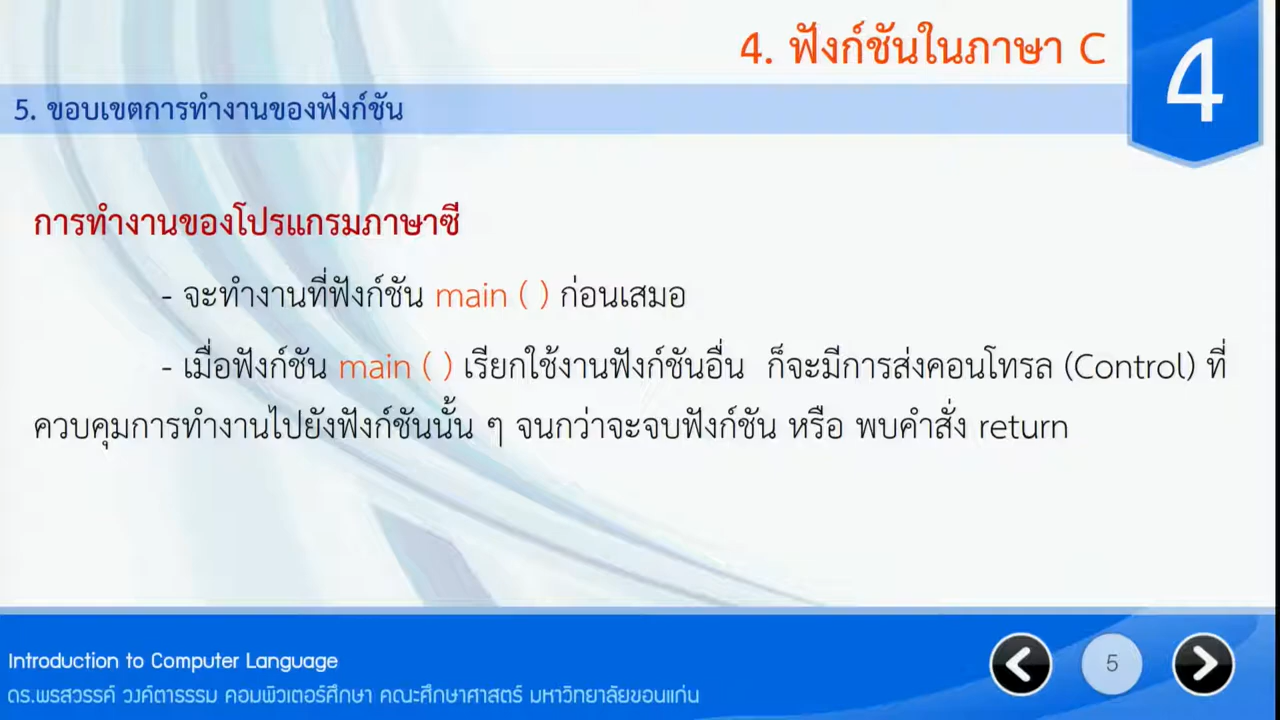 4. ฟังก์ชันในภาษา C
4
5. ขอบเขตการทำงานของฟังก์ชัน
การทำงานของโปรแกรมภาษาซี
- จะทำงานที่ฟังก์ชัน main ( ) ก่อนเสมอ
- เมื่อฟังก์ชัน main ( ) เรียกใช้งานฟังก์ชันอื่น ก็จะมีการส่งคอนโทรล (Control) ที่
ควบคุมการทำงานไปยังฟังก์ชันนั้น ๆ จนกว่าจะจบฟังก์ชัน หรือ พบคำสั่ง return
Introduction to Computer Language
5
ดร.พรสวรรค์ วงค์ตาธรรม คอมพิวเตอร์ศึกษา คณะศึกษาศาสตร์ มหาวิทยาลัยขอนแก่น